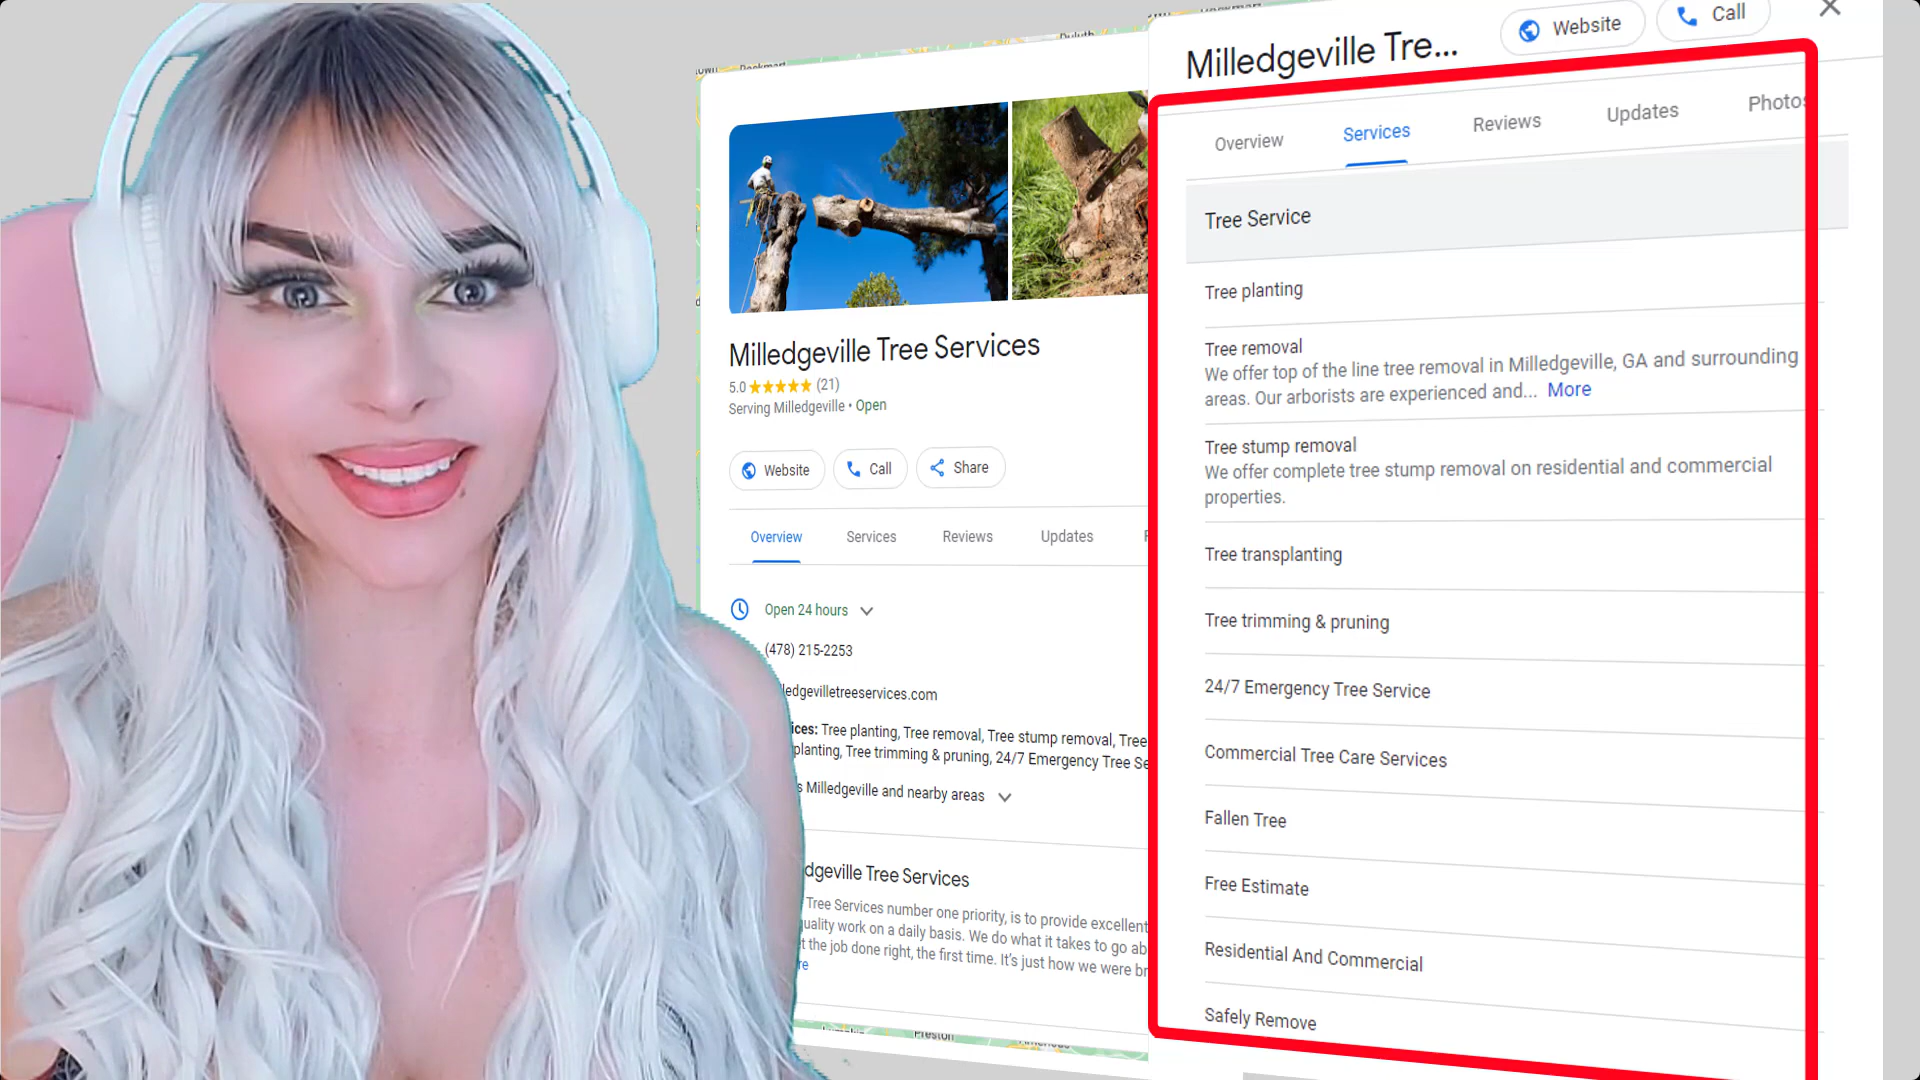 Milledgeville Tree Services
5.0
(21)
Serving Milledgeville • Open
Website
Call
Share
Overview
Services
Reviews
Updates
Open 24 hours
(478) 215-2253
ledgevilletreeservices.com
ices: Tree planting, Tree removal, Tree stump removal, Tree
planting, Tree trimming & pruning, 24/7 Emergency Tree Se
s Milledgeville and nearby areas
dgeville Tree Services
Tree Services number one priority, is to provide excellent
uality work on a daily basis. We do what it takes to go ab
t the job done right, the first time. It's just how we were br
re
Preston
Milledgeville Tre...
Website
Call
Overview
Services
Reviews
Updates
Photos
Tree Service
Tree planting
Tree removal
We offer top of the line tree removal in Milledgeville, GA and surrounding
areas. Our arborists are experienced and... More
Tree stump removal
We offer complete tree stump removal on residential and commercial
properties.
Tree transplanting
Tree trimming & pruning
24/7 Emergency Tree Service
Commercial Tree Care Services
Fallen Tree
Free Estimate
Residential And Commercial
Safely Remove